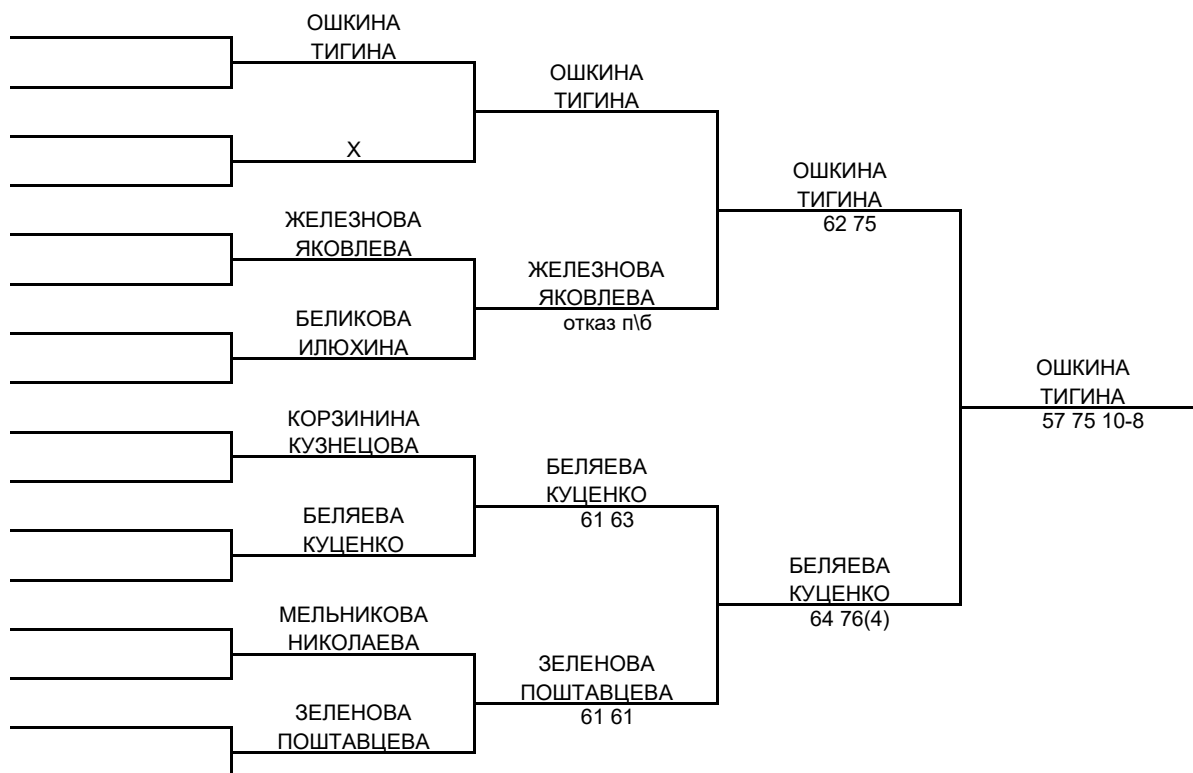 ОШКИНА
ТИГИНА
Х
ЖЕЛЕЗНОВА
ЯКОВЛЕВА
БЕЛИКОВА
ИЛЮХИНА
КОРЗИНИНА
КУЗНЕЦОВА
БЕЛЯЕВА
КУЦЕНКО
МЕЛЬНИКОВА
НИКОЛАЕВА
ЗЕЛЕНОВА
ПОШТАВЦЕВА
ОШКИНА
ТИГИНА
ЖЕЛЕЗНОВА
ЯКОВЛЕВА
отказ п\б
БЕЛЯЕВА
КУЦЕНКО
61 63
ЗЕЛЕНОВА
ПОШТАВЦЕВА
61 61
ОШКИНА
ТИГИНА
62 75
БЕЛЯЕВА
КУЦЕНКО
64 76(4)
ОШКИНА
ТИГИНА
57 75 10-8